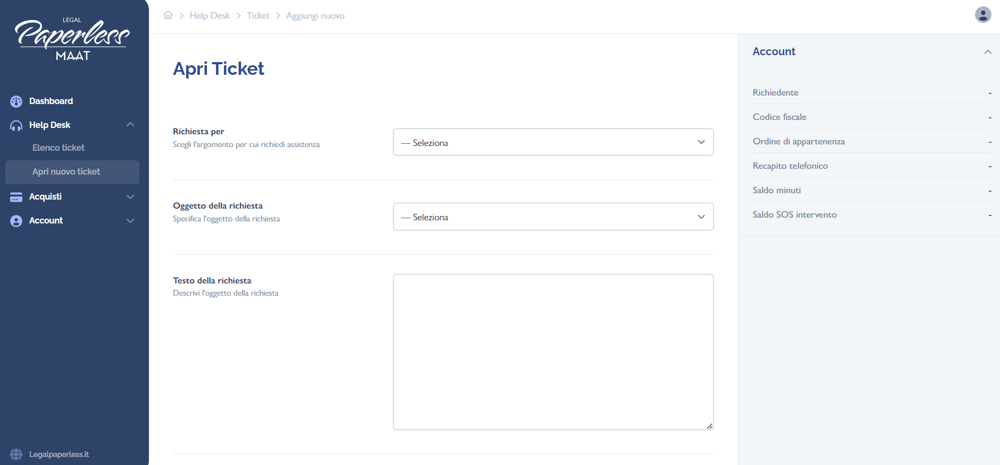 LEGAL
Paperless
MAAT
Dashboard
Help Desk
Elenco ticket
Apri nuovo ticket
Acquisti
Account
Legalpaperless.it
Help Desk
Ticket
Aggiungi nuovo
Apri Ticket
Richiesta per
Scegli l'argomento per cui richiedi assistenza
— Seleziona
Oggetto della richiesta
Specifica l'oggetto della richiesta
— Seleziona
Testo della richiesta
Descrivi l'oggetto della richiesta
Account
Richiedente -
Codice fiscale -
Ordine di appartenenza -
Recapito telefonico -
Saldo minuti -
Saldo SOS intervento -